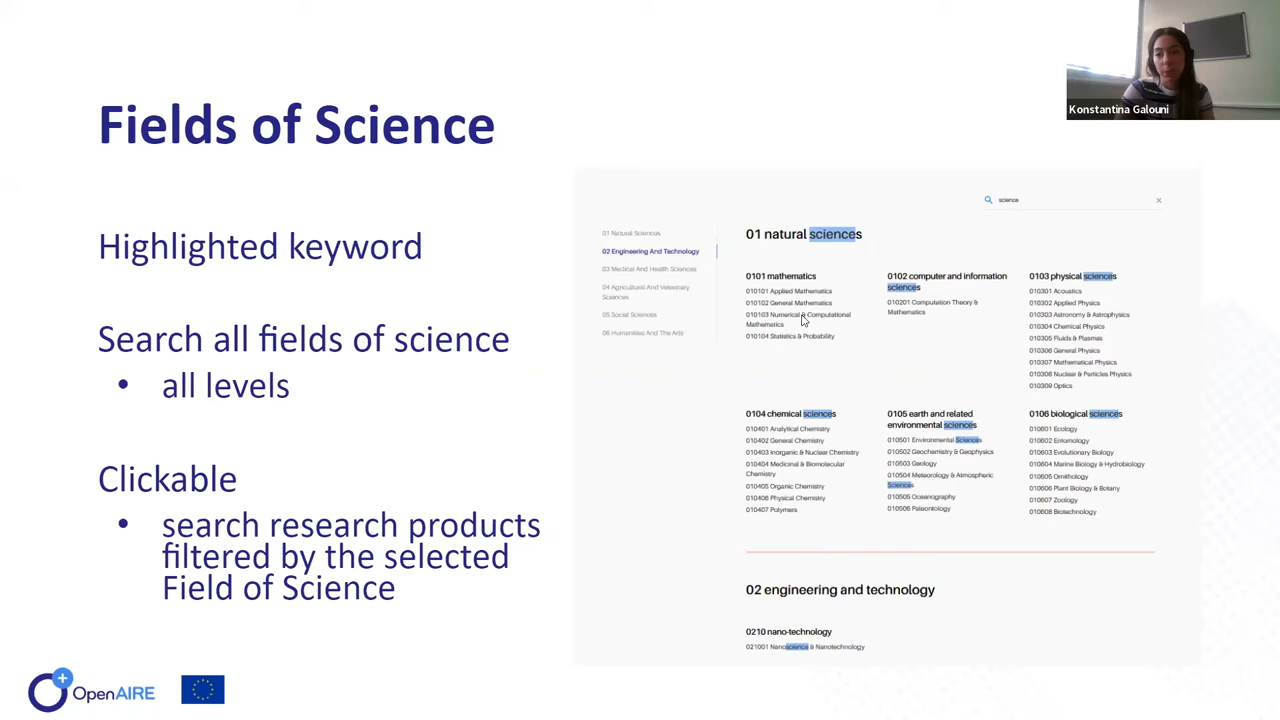 Konstantina Galouni
Fields of Science
Highlighted keyword
Search all fields of science
• all levels
Clickable
• search research products
filtered by the selected
Field of Science
science
01 Natural Sciences
02 Engineering And Technology
03 Medical And Health Sciences
04 Agricultural And Veterinary
Sciences
05 Social Sciences
06 Humanities And The Arts
01 natural sciences
0101 mathematics
010101 Applied Mathematics
010102 General Mathematics
010103 Numerical & Computational
Mathematics
010104 Statistics & Probability
0102 computer and information
sciences
010201 Computation Theory &
Mathematics
0103 physical sciences
010301 Acoustics
010302 Applied Physics
010303 Astronomy & Astrophysics
010304 Chemical Physics
010305 Fluids & Plasmas
010306 General Physics
010307 Mathematical Physics
010308 Nuclear & Particles Physics
010309 Optics
0104 chemical sciences
010401 Analytical Chemistry
010402 General Chemistry
010403 Inorganic & Nuclear Chemistry
010404 Medicinal & Biomolecular
Chemistry
010405 Organic Chemistry
010406 Physical Chemistry
010407 Polymers
0105 earth and related
environmental sciences
010501 Environmental Sciences
010502 Geochemistry & Geophysics
010503 Geology
010504 Meteorology & Atmospheric
Sciences
010505 Oceanography
010506 Paleontology
0106 biological sciences
010601 Ecology
010602 Entomology
010603 Evolutionary Biology
010604 Marine Biology & Hydrobiology
010605 Ornithology
010606 Plant Biology & Botany
010607 Zoology
010608 Biotechnology
02 engineering and technology
0210 nano-technology
021001 Nanoscience & Nanotechnology
OpenAIRE